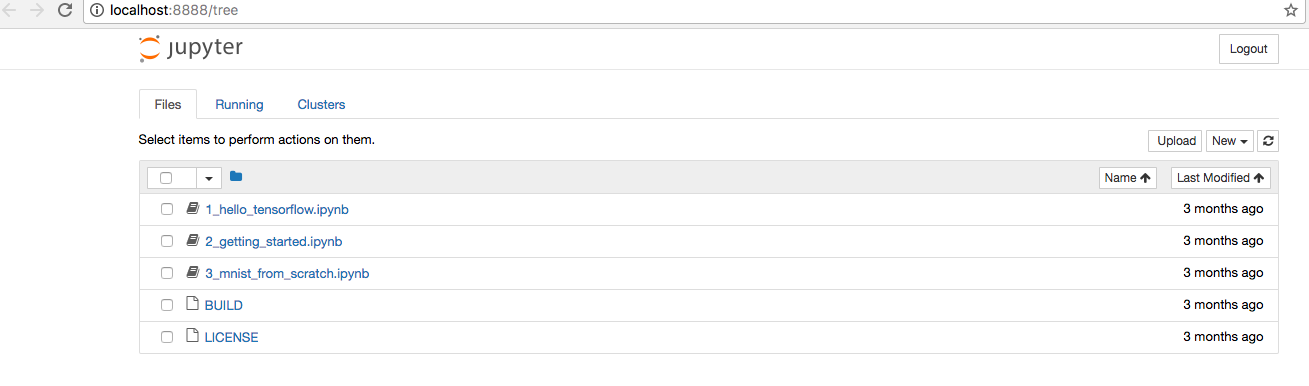 localhost:8888/tree
jupyter
Logout
Files Running Clusters
Select items to perform actions on them.
Upload New
Name Last Modified
1_hello_tensorflow.ipynb 3 months ago
2_getting_started.ipynb 3 months ago
3_mnist_from_scratch.ipynb 3 months ago
BUILD 3 months ago
LICENSE 3 months ago